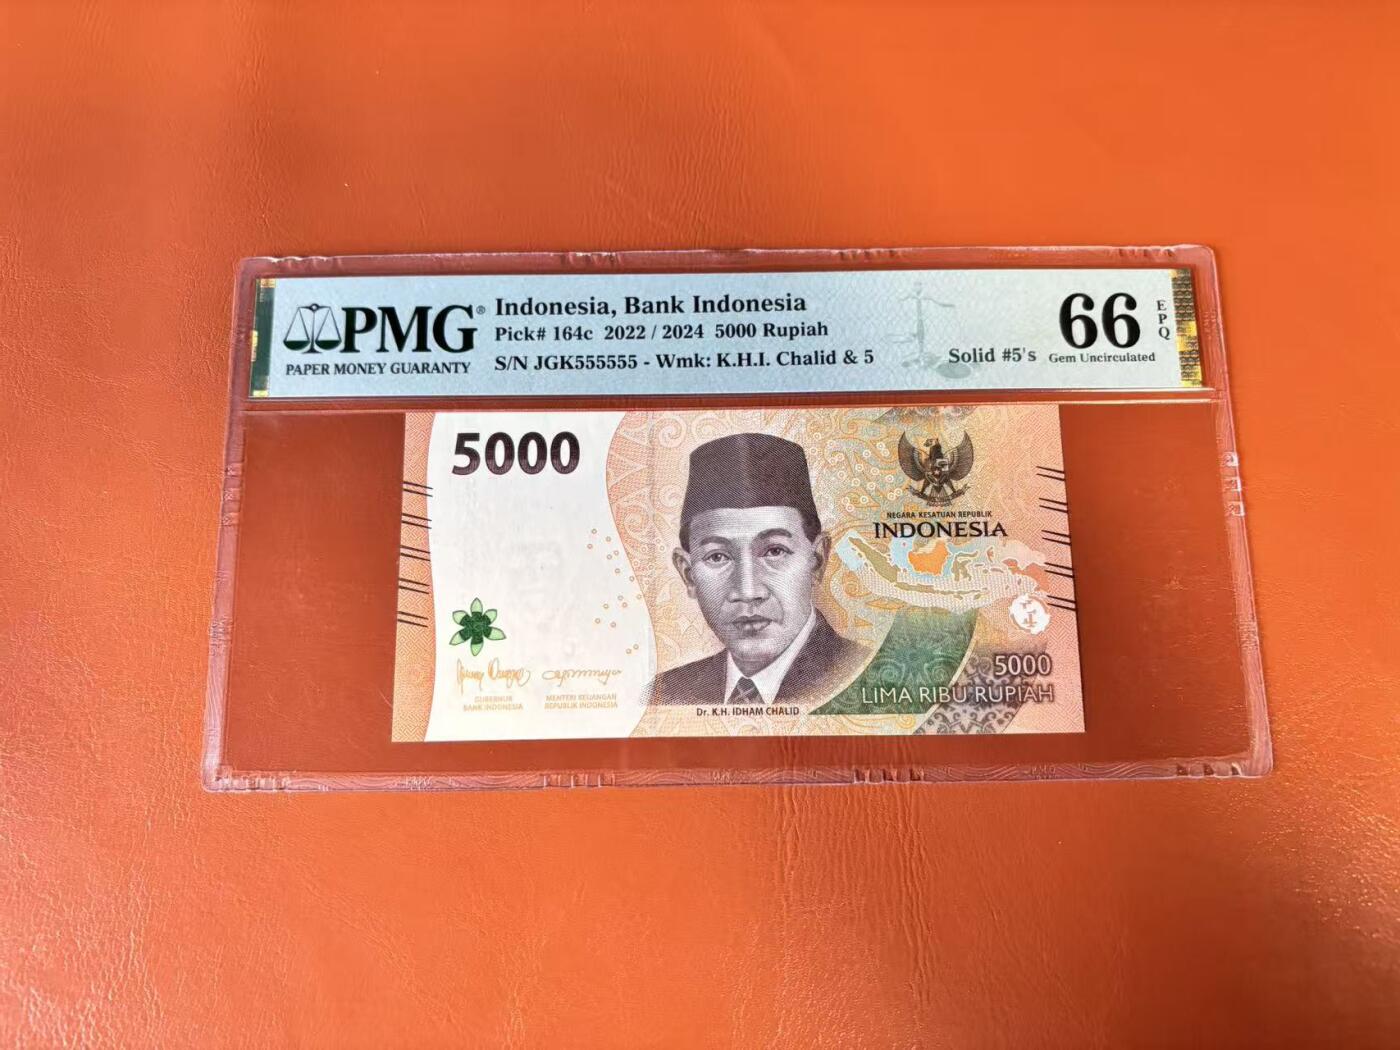 PMG®
PAPER MONEY GUARANTY
Indonesia, Bank Indonesia
Pick# 164c 2022 / 2024 5000 Rupiah
S/N JGK555555 - Wmk: K.H.I. Chalid & 5
Solid #5's
66
EPQ
Gem Uncirculated
5000
NEGARA KESATUAN REPUBLIK
INDONESIA
GUBERNUR
BANK INDONESIA
MENTERI KEUANGAN
REPUBLIK INDONESIA
Dr. K.H. IDHAM CHALID
5000
LIMA RIBU RUPIAH